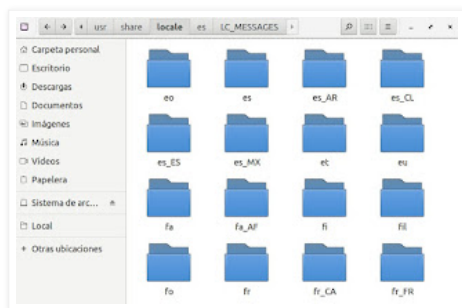 usr share locale es LC_MESSAGES
Carpeta personal
Escritorio
Descargas
Documentos
Imágenes
Música
Vídeos
Papelera
Sistema de arc...
Local
+ Otras ubicaciones
eo es es_AR es_CL
es_ES es_MX et eu
fa fa_AF fi fil
fo fr fr_CA fr_FR